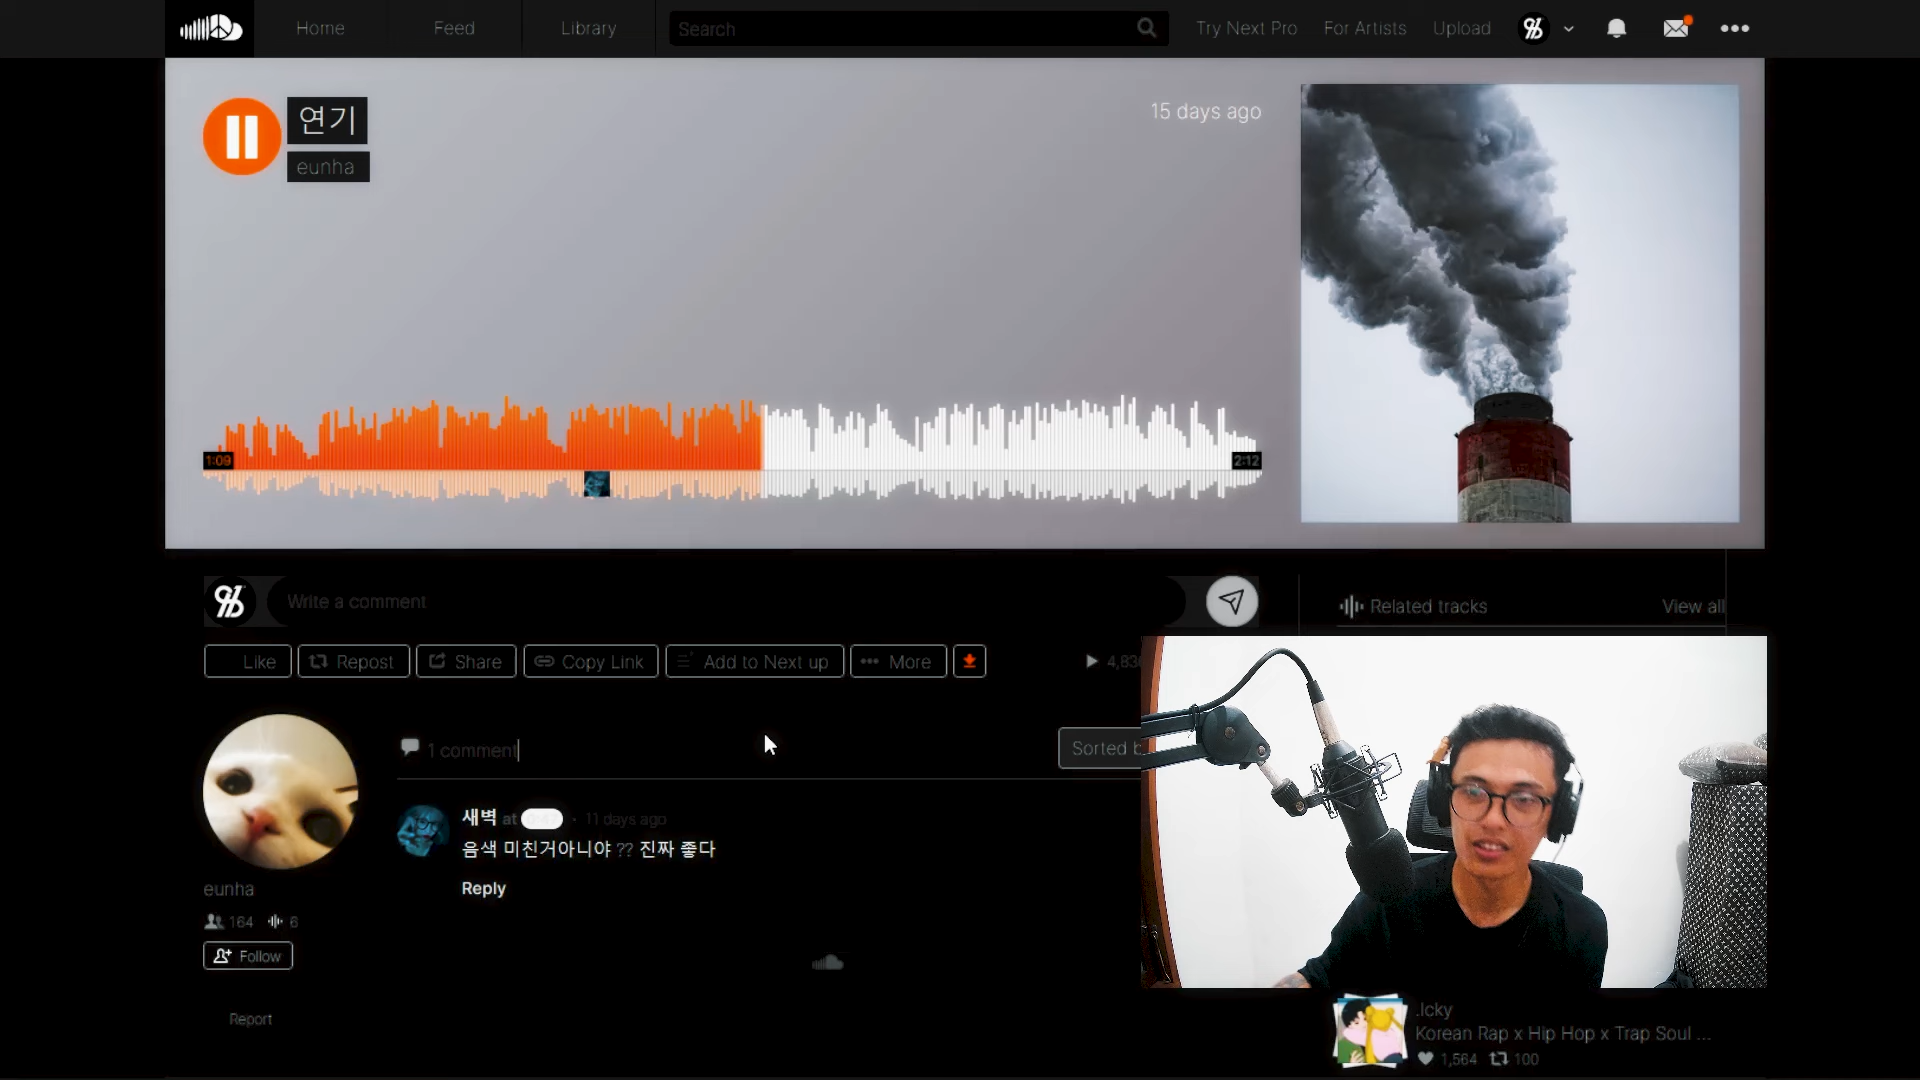 Home
Feed
Library
Search
Try Next Pro
For Artists
Upload
연기
eunha
15 days ago
1:09
2:12
Write a comment
Related tracks
View all
Like
Repost
Share
Copy Link
Add to Next up
More
1 comment
Sorted
새벽 at
· 11 days ago
음색 미친거아니야 ?? 진짜 좋다
Reply
eunha
164
6
Follow
Report
.lcky
Korean Rap x Hip Hop x Trap Soul ...
1,564
100